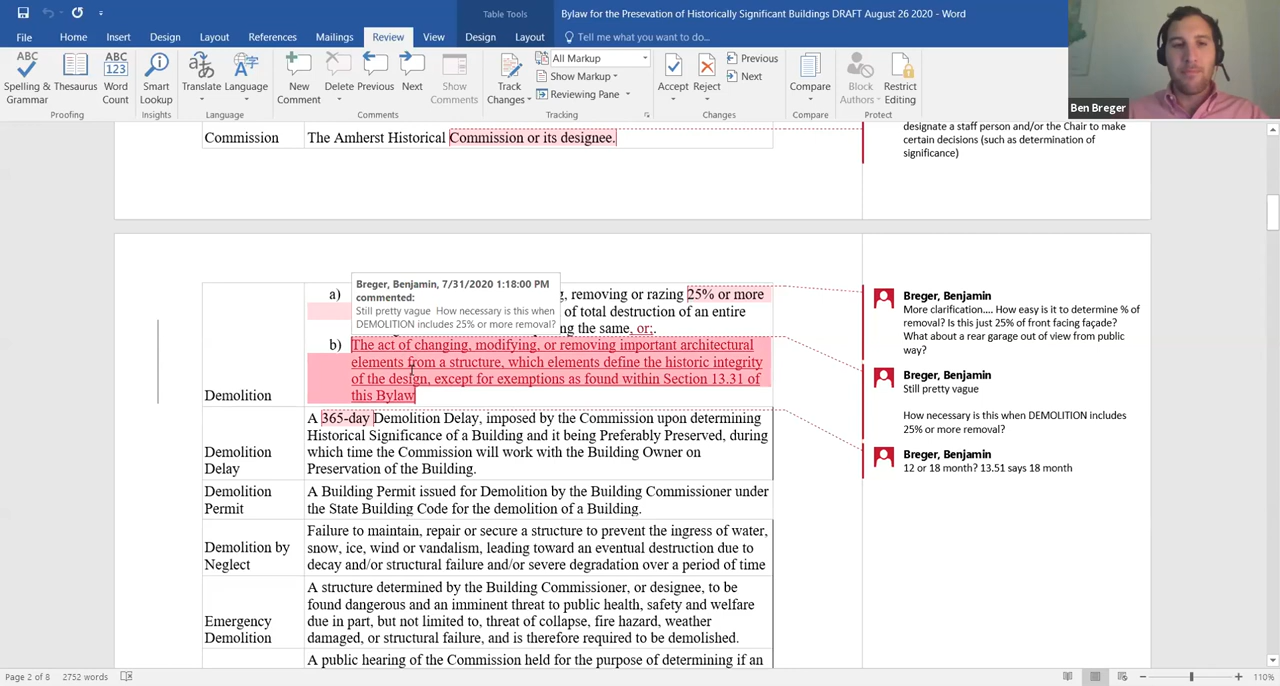 Table Tools
Bylaw for the Presevation of Historically Significant Buildings DRAFT August 26 2020 - Word
File Home Insert Design Layout References Mailings Review View Design Layout Tell me what you want to do...
ABC ABC 123
Spelling & Grammar Thesaurus Word Count Smart Lookup Translate Language New Comment Delete Previous Next Show Comments Track Changes Accept Reject Compare Block Authors Restrict Editing
All Markup
Show Markup
Reviewing Pane
Previous
Next
Proofing Insights Language Comments Tracking Changes Compare Protect
Ben Breger
Commission The Amherst Historical Commission or its designee.
designate a staff person and/or the Chair to make
certain decisions (such as determination of
significance)
Breger, Benjamin, 7/31/2020 1:18:00 PM
commented:
Still pretty vague How necessary is this when
DEMOLITION includes 25% or more removal?
Demolition
a) g, removing or razing 25% or more
of total destruction of an entire
ng the same, or;.
b) The act of changing, modifying, or removing important architectural
elements from a structure, which elements define the historic integrity
of the design, except for exemptions as found within Section 13.31 of
this Bylaw
Demolition
Delay
A 365-day Demolition Delay, imposed by the Commission upon determining
Historical Significance of a Building and it being Preferably Preserved, during
which time the Commission will work with the Building Owner on
Preservation of the Building.
Demolition
Permit
A Building Permit issued for Demolition by the Building Commissioner under
the State Building Code for the demolition of a Building.
Demolition by
Neglect
Failure to maintain, repair or secure a structure to prevent the ingress of water,
snow, ice, wind or vandalism, leading toward an eventual destruction due to
decay and/or structural failure and/or severe degradation over a period of time
Emergency
Demolition
A structure determined by the Building Commissioner, or designee, to be
found dangerous and an imminent threat to public health, safety and welfare
due in part, but not limited to, threat of collapse, fire hazard, weather
damaged, or structural failure, and is therefore required to be demolished.
A public hearing of the Commission held for the purpose of determining if an
Breger, Benjamin
More clarification.... How easy is it to determine % of
removal? Is this just 25% of front facing façade?
What about a rear garage out of view from public
way?
Breger, Benjamin
Still pretty vague
How necessary is this when DEMOLITION includes
25% or more removal?
Breger, Benjamin
12 or 18 month? 13.51 says 18 month
Page 2 of 8 2752 words 110%